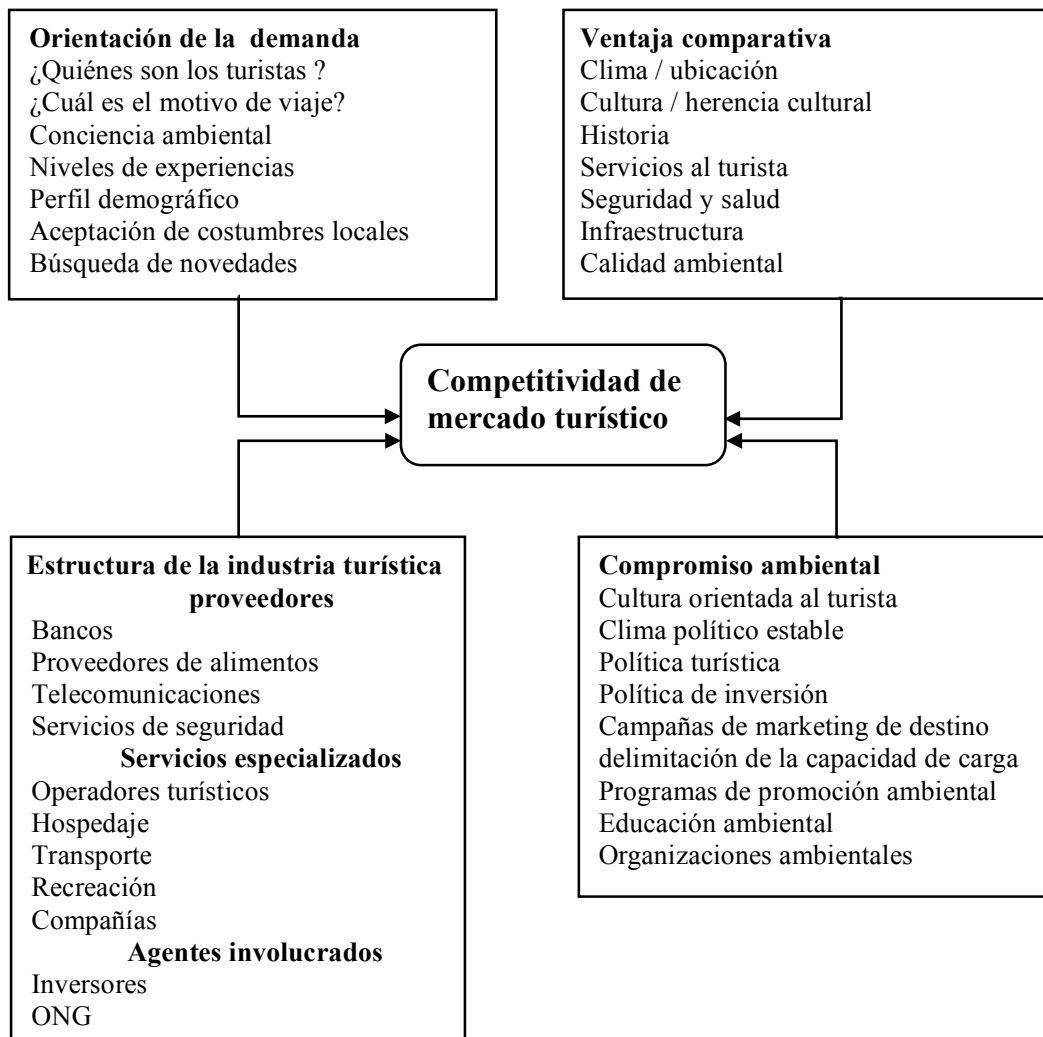 Orientación de la demanda
¿Quiénes son los turistas ?
¿Cuál es el motivo de viaje?
Conciencia ambiental
Niveles de experiencias
Perfil demográfico
Aceptación de costumbres locales
Búsqueda de novedades
Ventaja comparativa
Clima / ubicación
Cultura / herencia cultural
Historia
Servicios al turista
Seguridad y salud
Infraestructura
Calidad ambiental
Competitividad de
mercado turístico
Estructura de la industria turística
proveedores
Bancos
Proveedores de alimentos
Telecomunicaciones
Servicios de seguridad
Servicios especializados
Operadores turísticos
Hospedaje
Transporte
Recreación
Compañías
Agentes involucrados
Inversores
ONG
Compromiso ambiental
Cultura orientada al turista
Clima político estable
Política turística
Política de inversión
Campañas de marketing de destino
delimitación de la capacidad de carga
Programas de promoción ambiental
Educación ambiental
Organizaciones ambientales